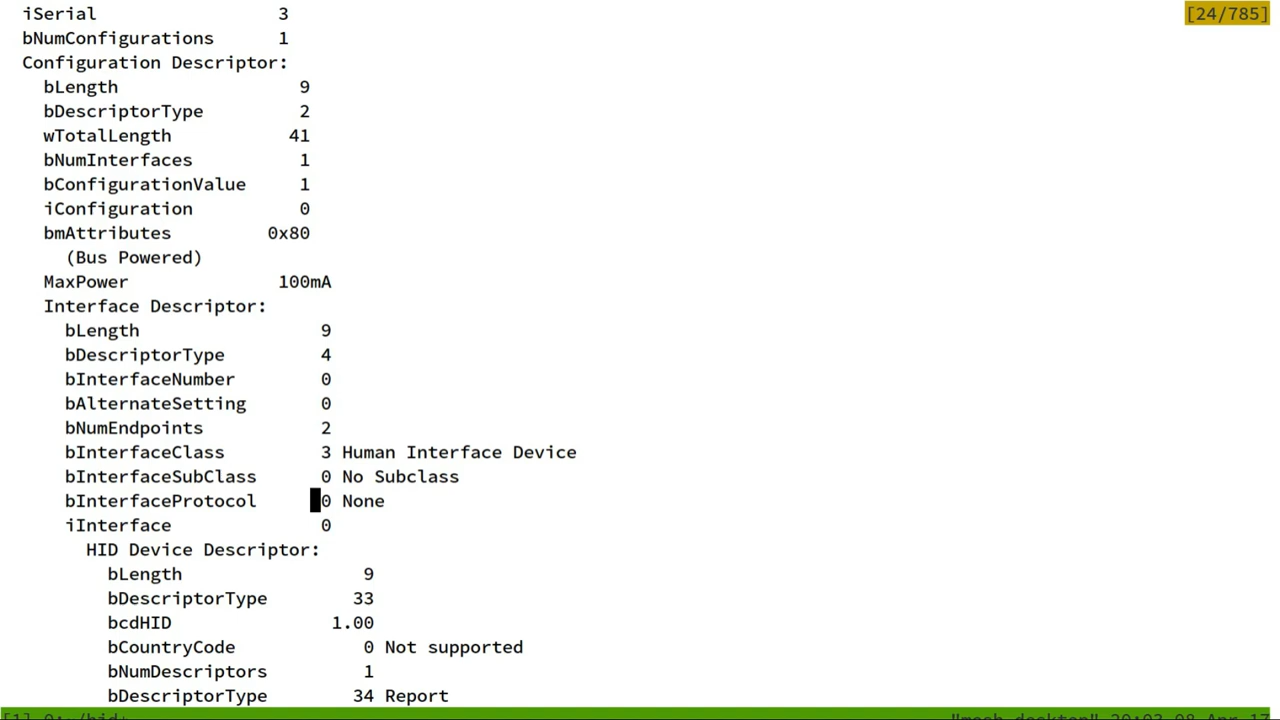 iSerial 3 [24/785]
bNumConfigurations 1
Configuration Descriptor:
bLength 9
bDescriptorType 2
wTotalLength 41
bNumInterfaces 1
bConfigurationValue 1
iConfiguration 0
bmAttributes 0x80
(Bus Powered)
MaxPower 100mA
Interface Descriptor:
bLength 9
bDescriptorType 4
bInterfaceNumber 0
bAlternateSetting 0
bNumEndpoints 2
bInterfaceClass 3 Human Interface Device
bInterfaceSubClass 0 No Subclass
bInterfaceProtocol 0 None
iInterface 0
HID Device Descriptor:
bLength 9
bDescriptorType 33
bcdHID 1.00
bCountryCode 0 Not supported
bNumDescriptors 1
bDescriptorType 34 Report